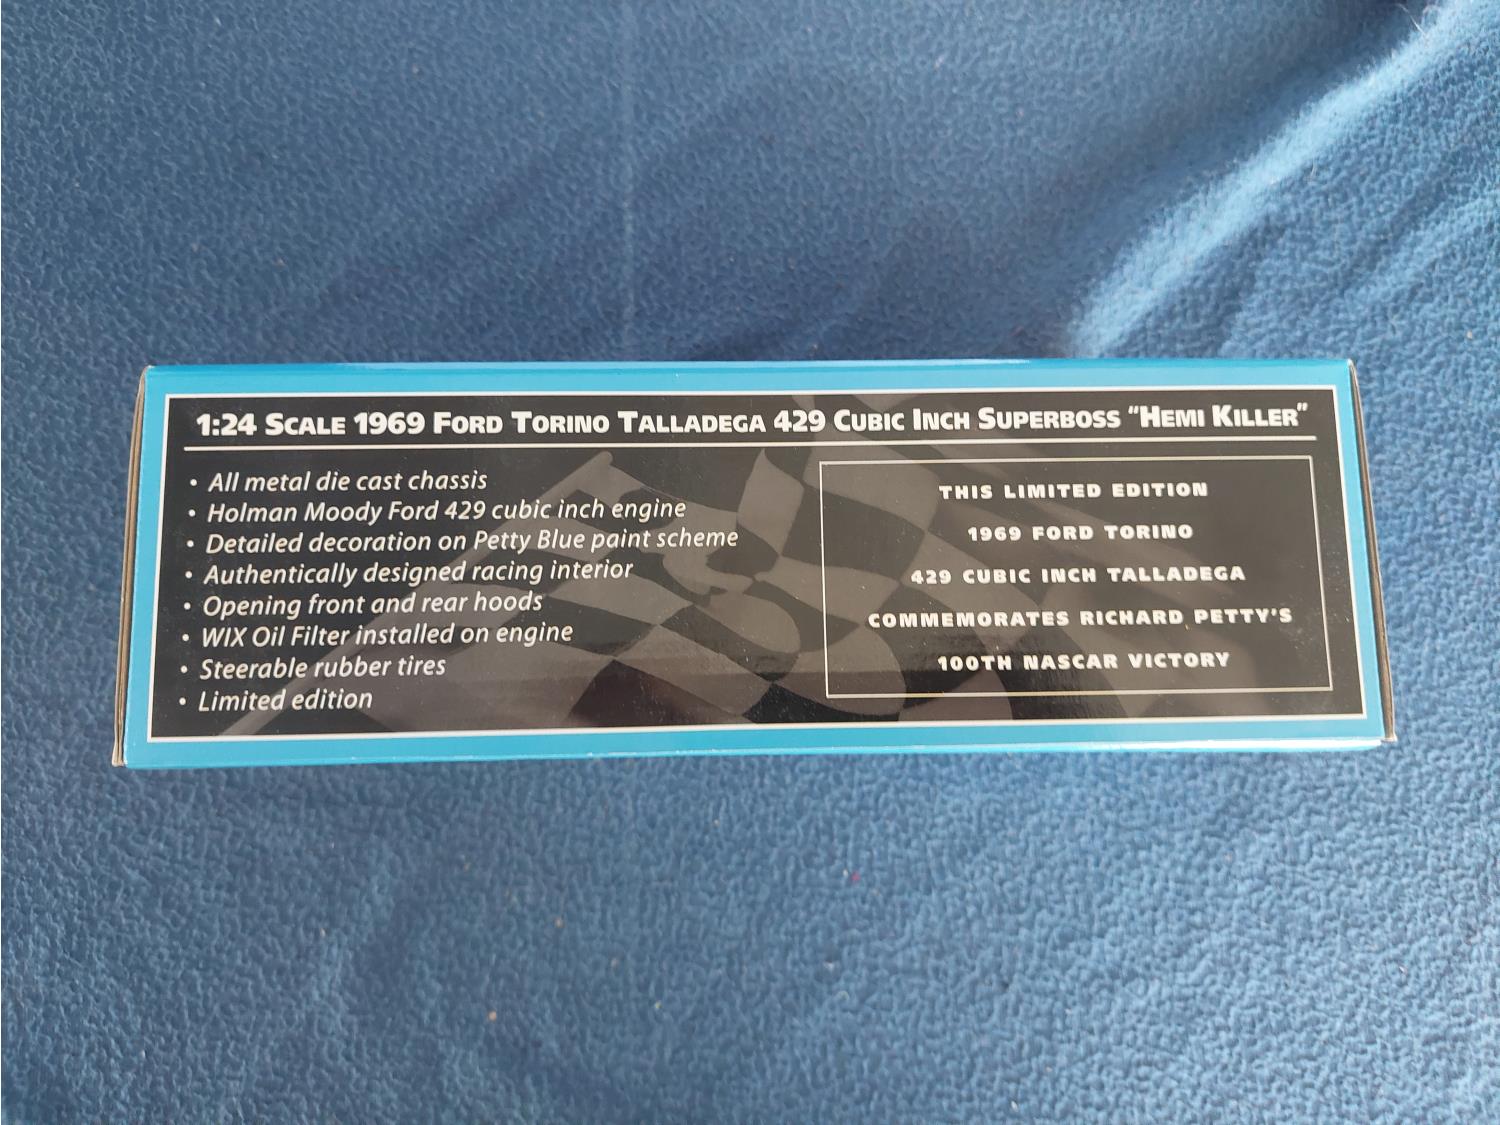 1:24 Scale 1969 Ford Torino Talladega 429 Cubic Inch Superboss "Hemi Killer"
• All metal die cast chassis
• Holman Moody Ford 429 cubic inch engine
• Detailed decoration on Petty Blue paint scheme
• Authentically designed racing interior
• Opening front and rear hoods
• WIX Oil Filter installed on engine
• Steerable rubber tires
• Limited edition
THIS LIMITED EDITION
1969 FORD TORINO
429 CUBIC INCH TALLADEGA
COMMEMORATES RICHARD PETTY'S
100TH NASCAR VICTORY